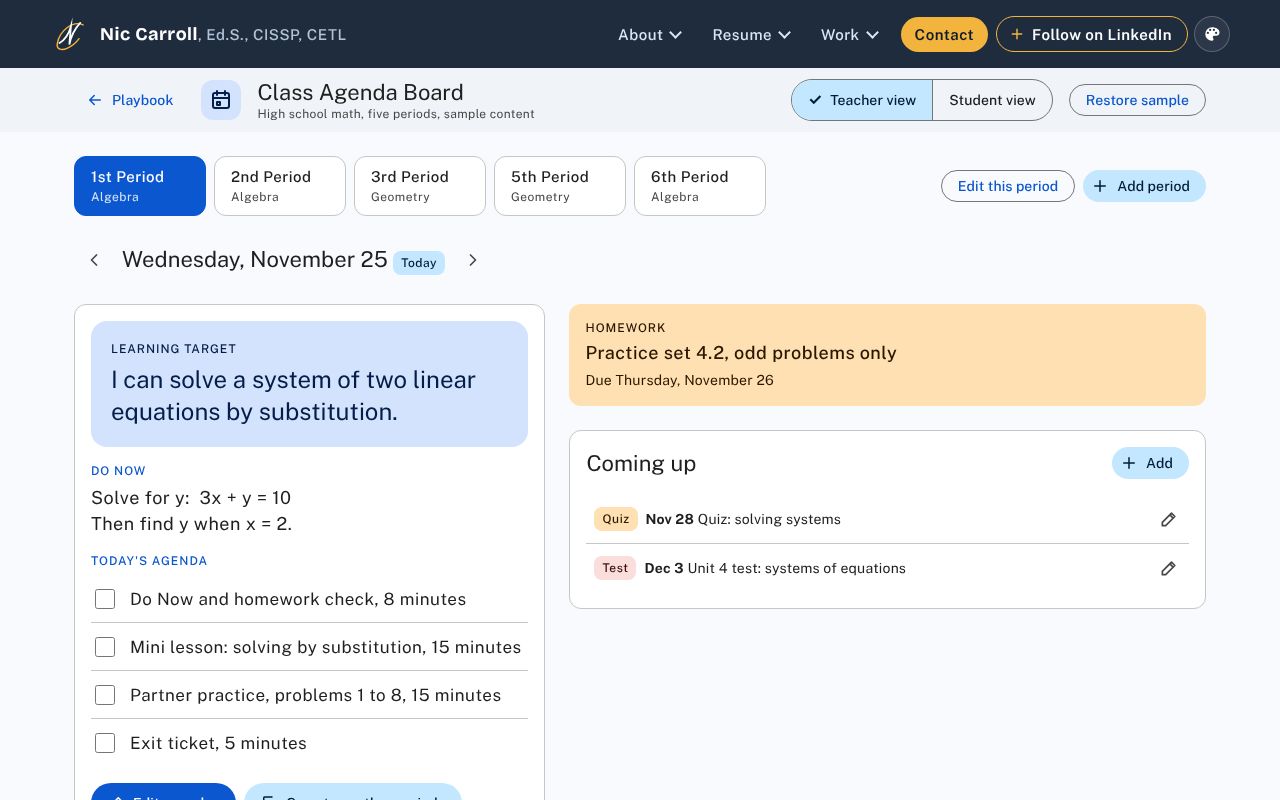 Nic Carroll, Ed.S., CISSP, CETL
About
Resume
Work
Contact
Follow on LinkedIn
Playbook
Class Agenda Board
High school math, five periods, sample content
Teacher view
Student view
Restore sample
1st Period
Algebra
2nd Period
Algebra
3rd Period
Geometry
5th Period
Geometry
6th Period
Algebra
Edit this period
Add period
Wednesday, November 25 Today
LEARNING TARGET
I can solve a system of two linear
equations by substitution.
DO NOW
Solve for y:  3x + y = 10
Then find y when x = 2.
TODAY'S AGENDA
Do Now and homework check, 8 minutes
Mini lesson: solving by substitution, 15 minutes
Partner practice, problems 1 to 8, 15 minutes
Exit ticket, 5 minutes
HOMEWORK
Practice set 4.2, odd problems only
Due Thursday, November 26
Coming up
Add
Quiz Nov 28 Quiz: solving systems
Test Dec 3 Unit 4 test: systems of equations